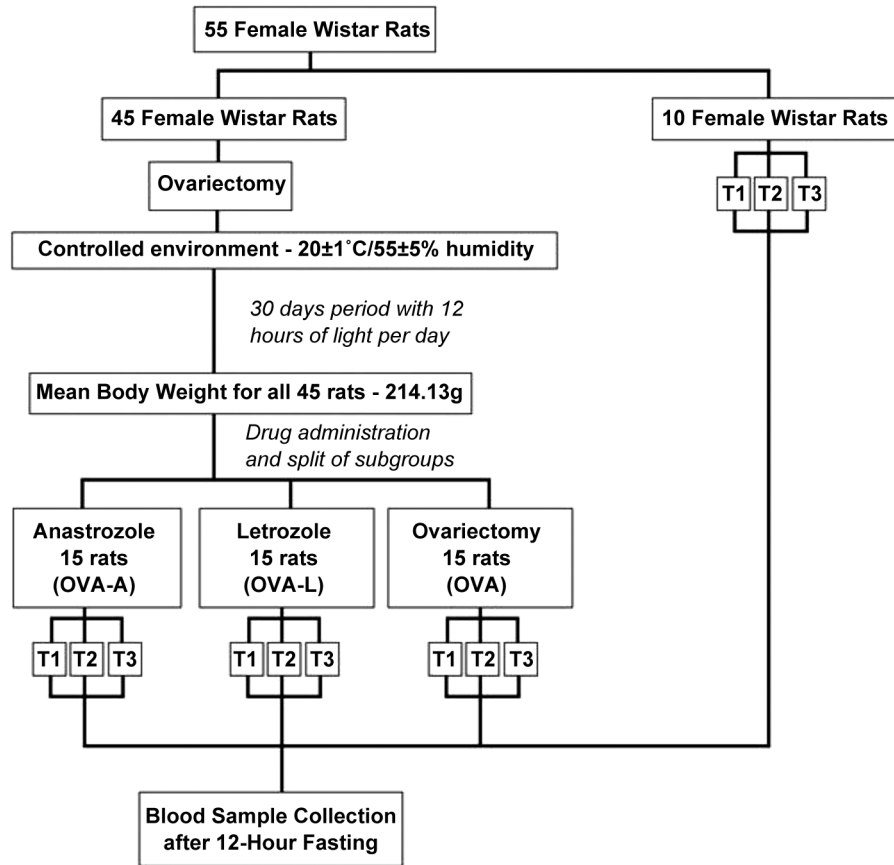 55 Female Wistar Rats
45 Female Wistar Rats
10 Female Wistar Rats
Ovariectomy
T1 T2 T3
Controlled environment - 20±1˚C/55±5% humidity
30 days period with 12
hours of light per day
Mean Body Weight for all 45 rats - 214.13g
Drug administration
and split of subgroups
Anastrozole
15 rats
(OVA-A)
Letrozole
15 rats
(OVA-L)
Ovariectomy
15 rats
(OVA)
T1 T2 T3
T1 T2 T3
T1 T2 T3
Blood Sample Collection
after 12-Hour Fasting